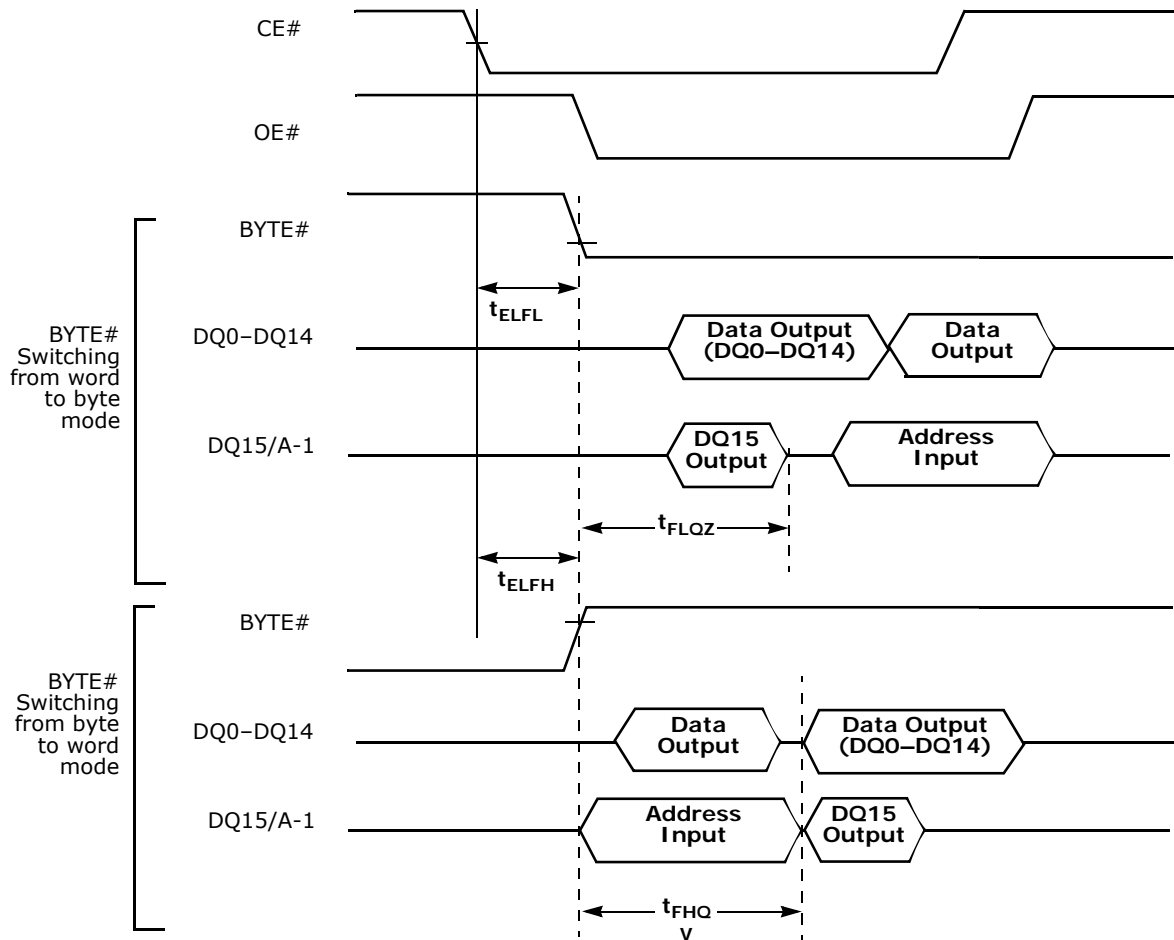 CE#
OE#
BYTE#
tELFL
BYTE#
Switching
from word
to byte
mode
DQ0–DQ14
Data Output
(DQ0–DQ14)
Data
Output
DQ15/A-1
DQ15
Output
Address
Input
tFLQZ
tELFH
BYTE#
BYTE#
Switching
from byte
to word
mode
DQ0–DQ14
Data
Output
Data Output
(DQ0–DQ14)
DQ15/A-1
Address
Input
DQ15
Output
tFHQ
V